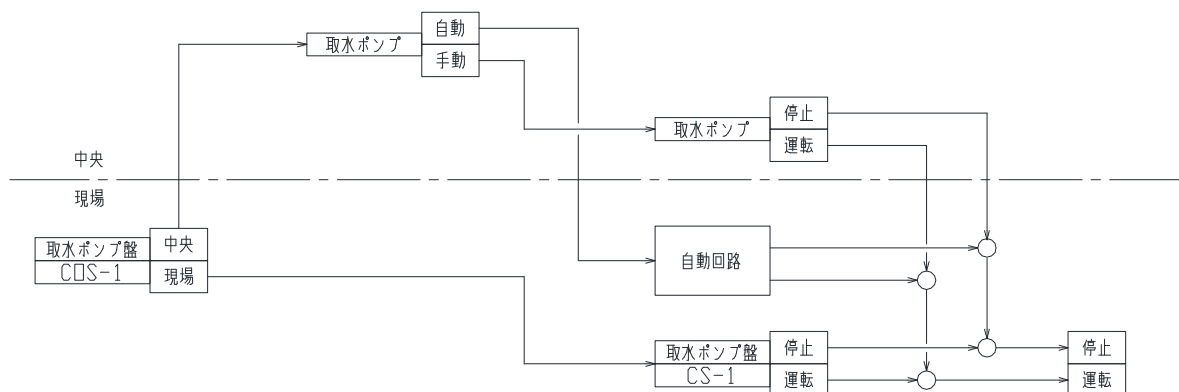 自動
取水ポンプ
手動
停止
取水ポンプ
運転
中央
現場
取水ポンプ盤
中央
COS-1
現場
自動回路
取水ポンプ盤
停止
停止
CS-1
運転
運転